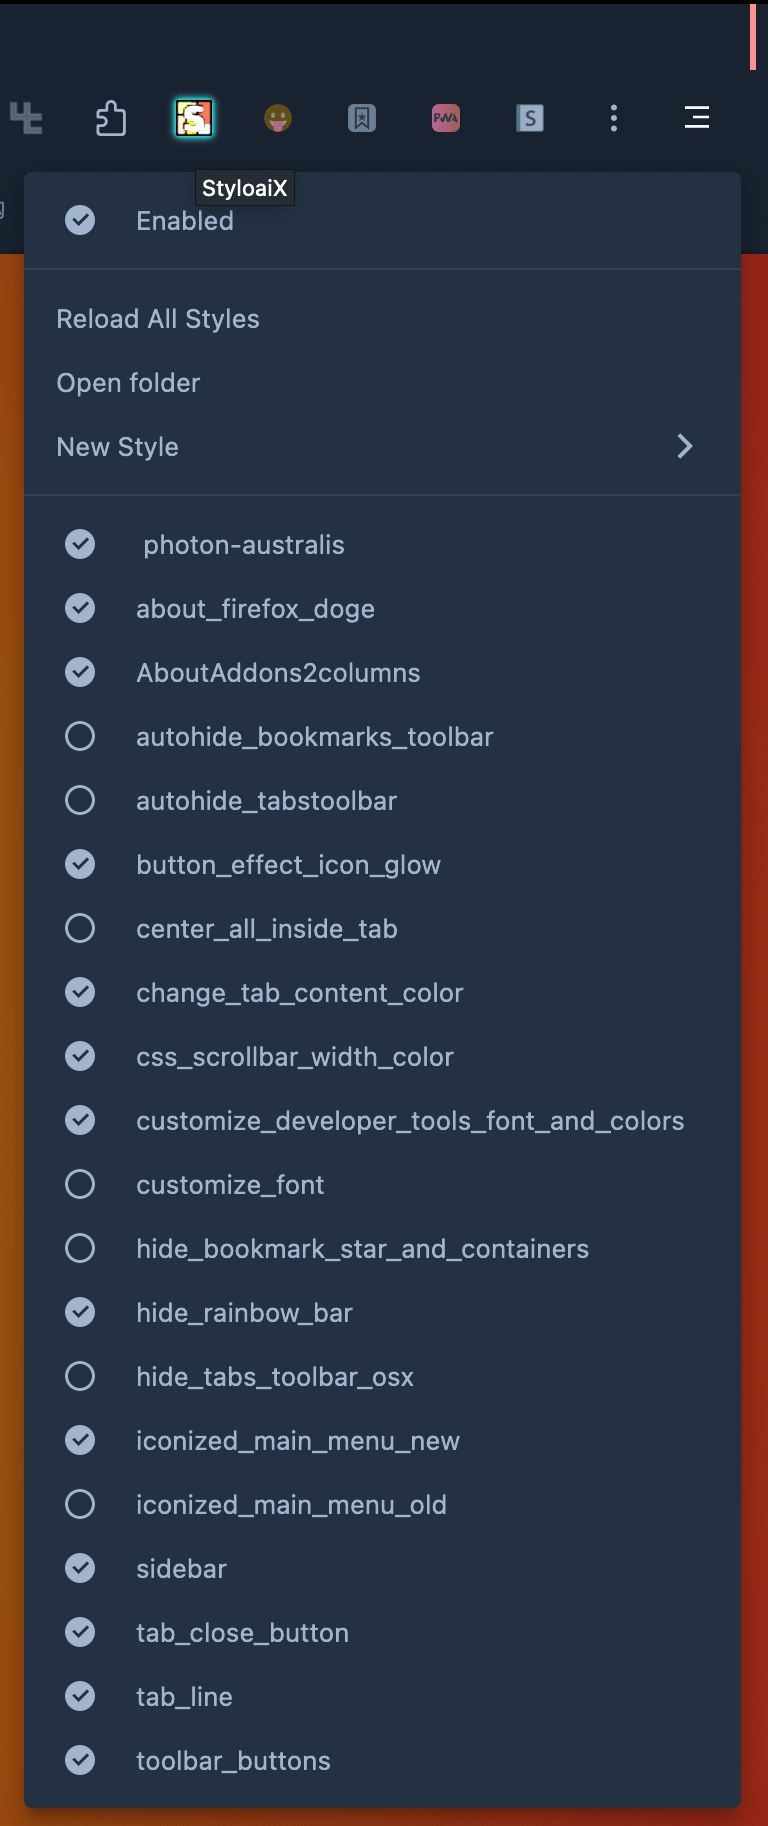 S
PWA
S
StyloaiX
Enabled
Reload All Styles
Open folder
New Style
photon-australis
about_firefox_doge
AboutAddons2columns
autohide_bookmarks_toolbar
autohide_tabstoolbar
button_effect_icon_glow
center_all_inside_tab
change_tab_content_color
css_scrollbar_width_color
customize_developer_tools_font_and_colors
customize_font
hide_bookmark_star_and_containers
hide_rainbow_bar
hide_tabs_toolbar_osx
iconized_main_menu_new
iconized_main_menu_old
sidebar
tab_close_button
tab_line
toolbar_buttons